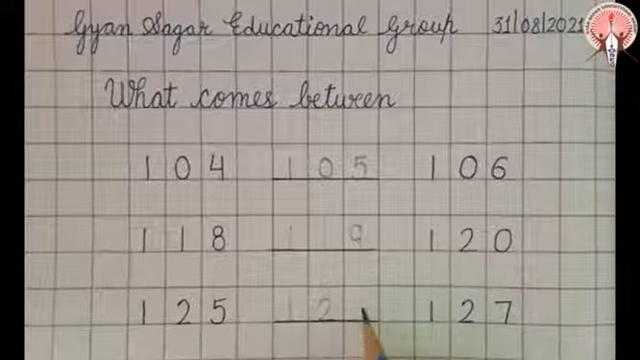 Gyan Sagar Educational Group 31/08/2021
What comes between
104 105 106
118 119 120
125 12 127